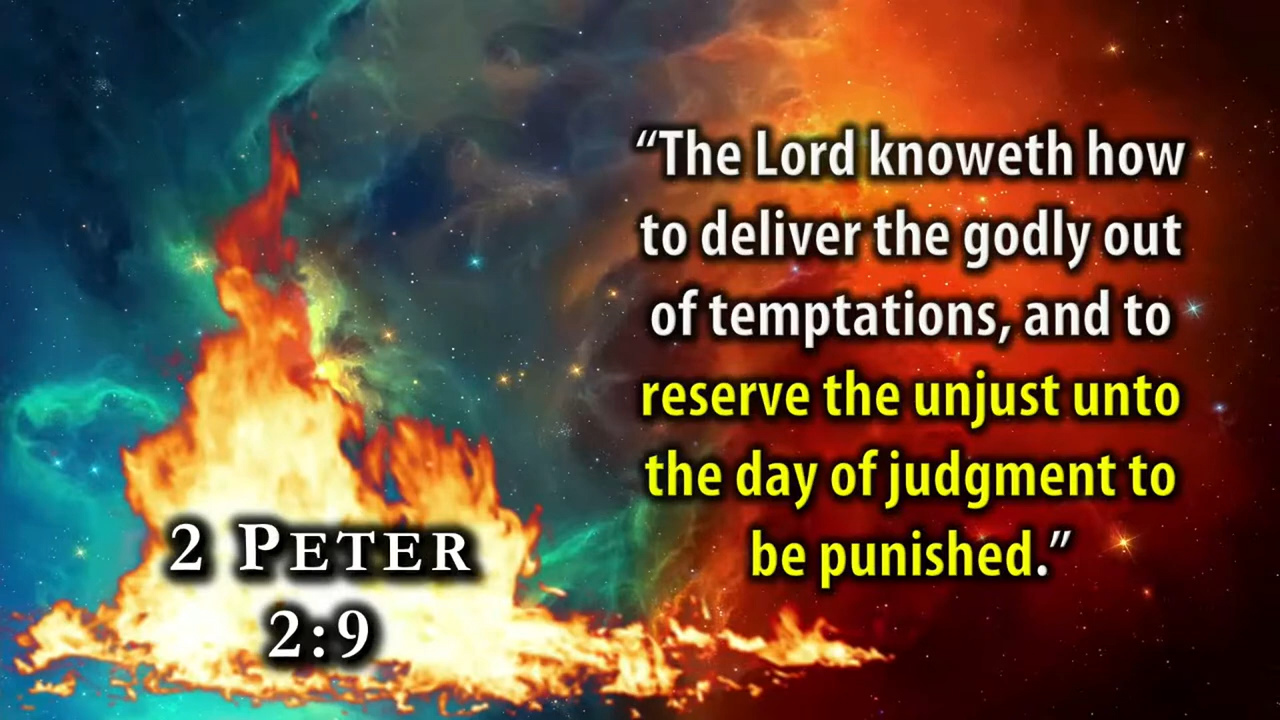 “The Lord knoweth how
to deliver the godly out
of temptations, and to
reserve the unjust unto
the day of judgment to
be punished.”
2 PETER
2:9